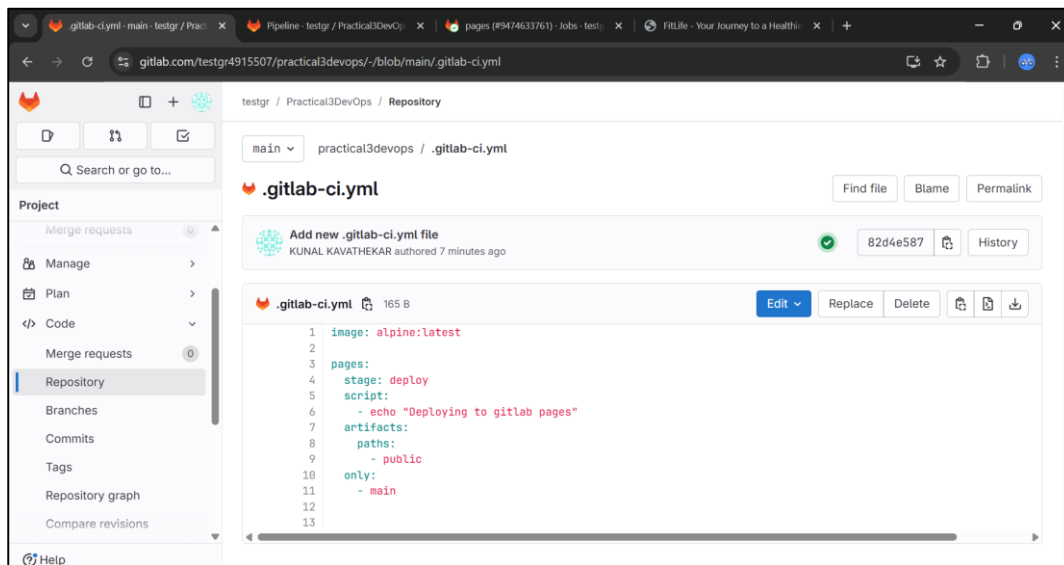 .gitlab-ci.yml · main · testgr / Prac
Pipeline · testgr / Practical3DevOp
pages (#9474633761) · Jobs · testg
FitLife - Your Journey to a Healthie
gitlab.com/testgr4915507/practical3devops/-/blob/main/.gitlab-ci.yml
testgr / Practical3DevOps / Repository
main
practical3devops / .gitlab-ci.yml
Search or go to...
.gitlab-ci.yml
Find file
Blame
Permalink
Project
Merge requests 0
Manage
Plan
Code
Merge requests 0
Repository
Branches
Commits
Tags
Repository graph
Compare revisions
Help
Add new .gitlab-ci.yml file
KUNAL KAVATHEKAR authored 7 minutes ago
82d4e587
History
.gitlab-ci.yml 165 B
Edit
Replace
Delete
1 image: alpine:latest
2
3 pages:
4 stage: deploy
5 script:
6 - echo "Deploying to gitlab pages"
7 artifacts:
8 paths:
9 - public
10 only:
11 - main
12
13